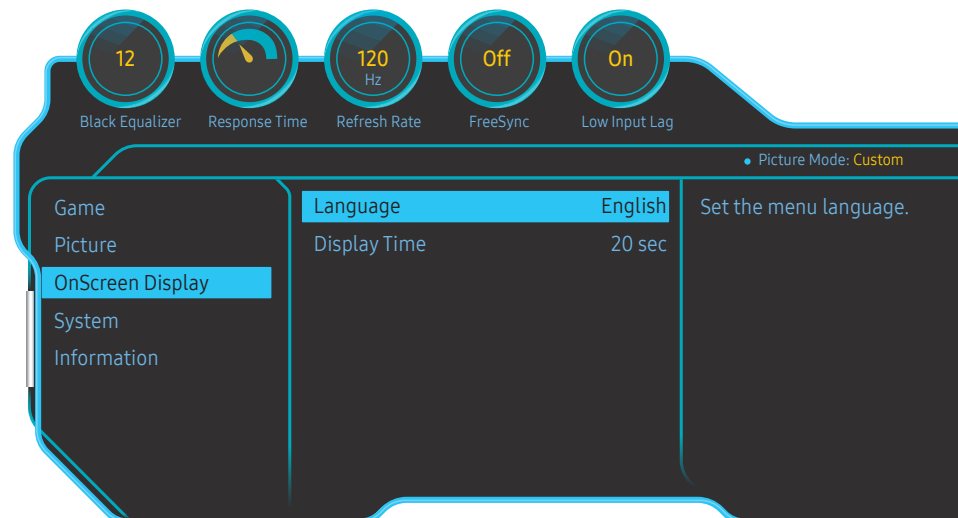 12
120
Hz
Off
On
Black Equalizer
Response Time
Refresh Rate
FreeSync
Low Input Lag
• Picture Mode: Custom
Game
Picture
OnScreen Display
System
Information
Language English
Display Time 20 sec
Set the menu language.